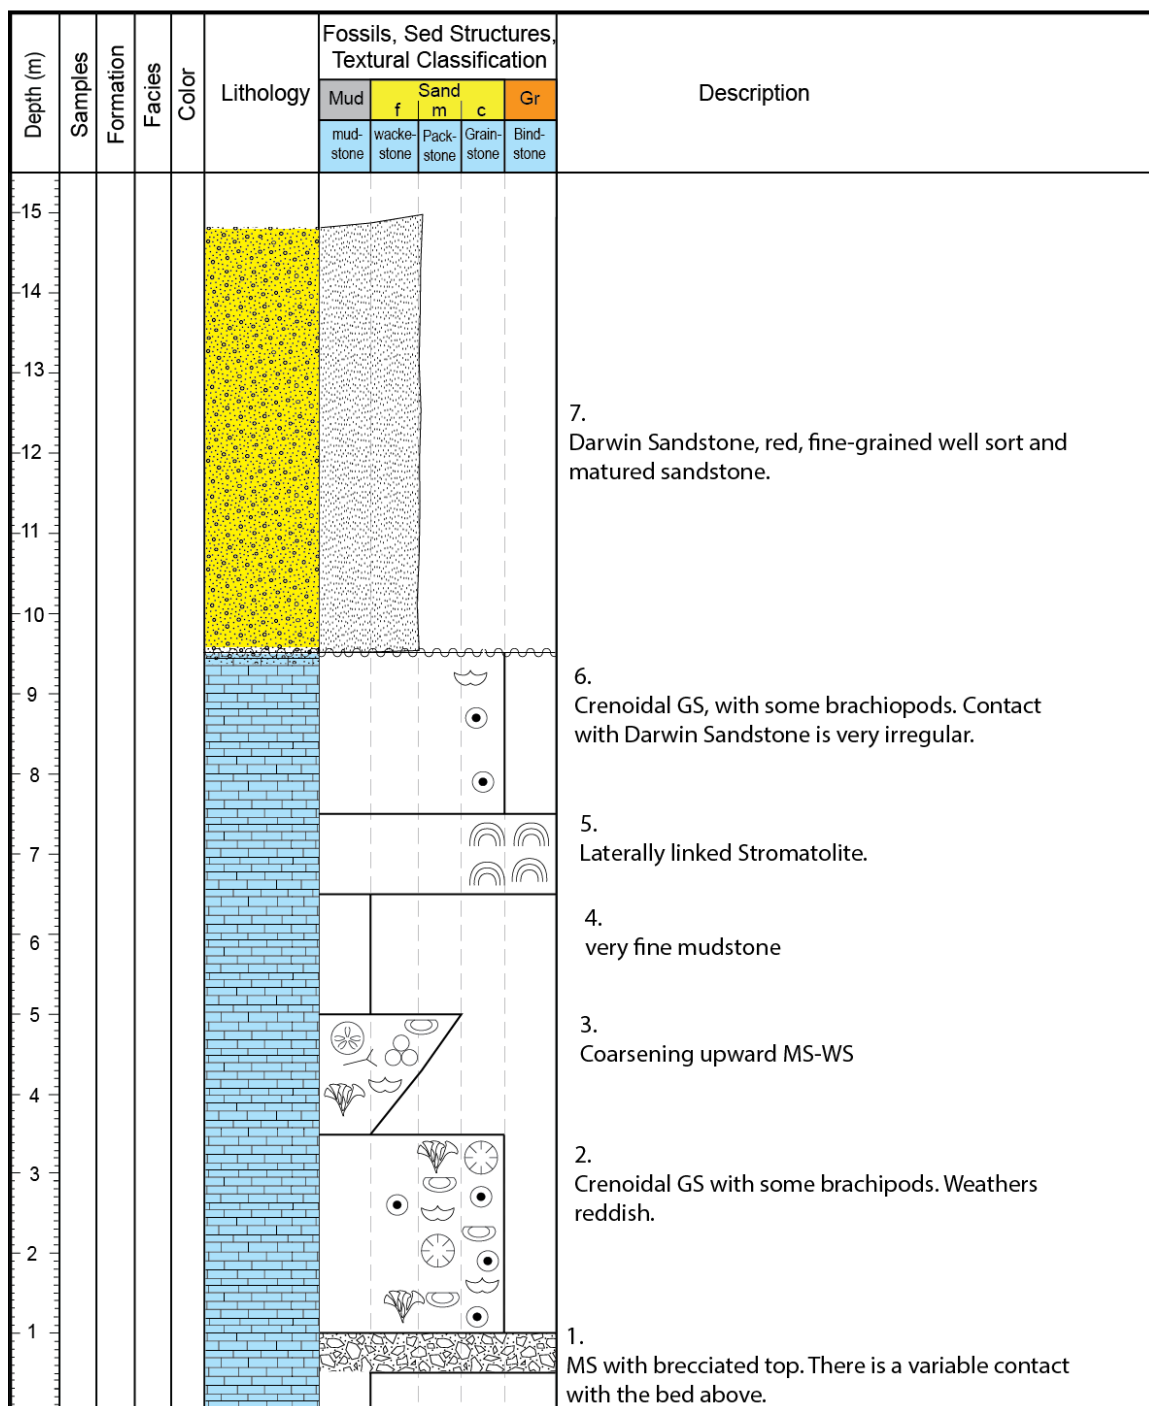 Depth (m)
Samples
Formation
Facies
Color
Lithology
Fossils, Sed Structures,
Textural Classification
Mud
Sand
f
m
c
Gr
mud-
stone
wacke-
stone
Pack-
stone
Grain-
stone
Bind-
stone
Description
15
14
13
12
11
10
9
8
7
6
5
4
3
2
1
7.
Darwin Sandstone, red, fine-grained well sort and
matured sandstone.
6.
Crenoidal GS, with some brachiopods. Contact
with Darwin Sandstone is very irregular.
5.
Laterally linked Stromatolite.
4.
very fine mudstone
3.
Coarsening upward MS-WS
2.
Crenoidal GS with some brachipods. Weathers
reddish.
1.
MS with brecciated top. There is a variable contact
with the bed above.